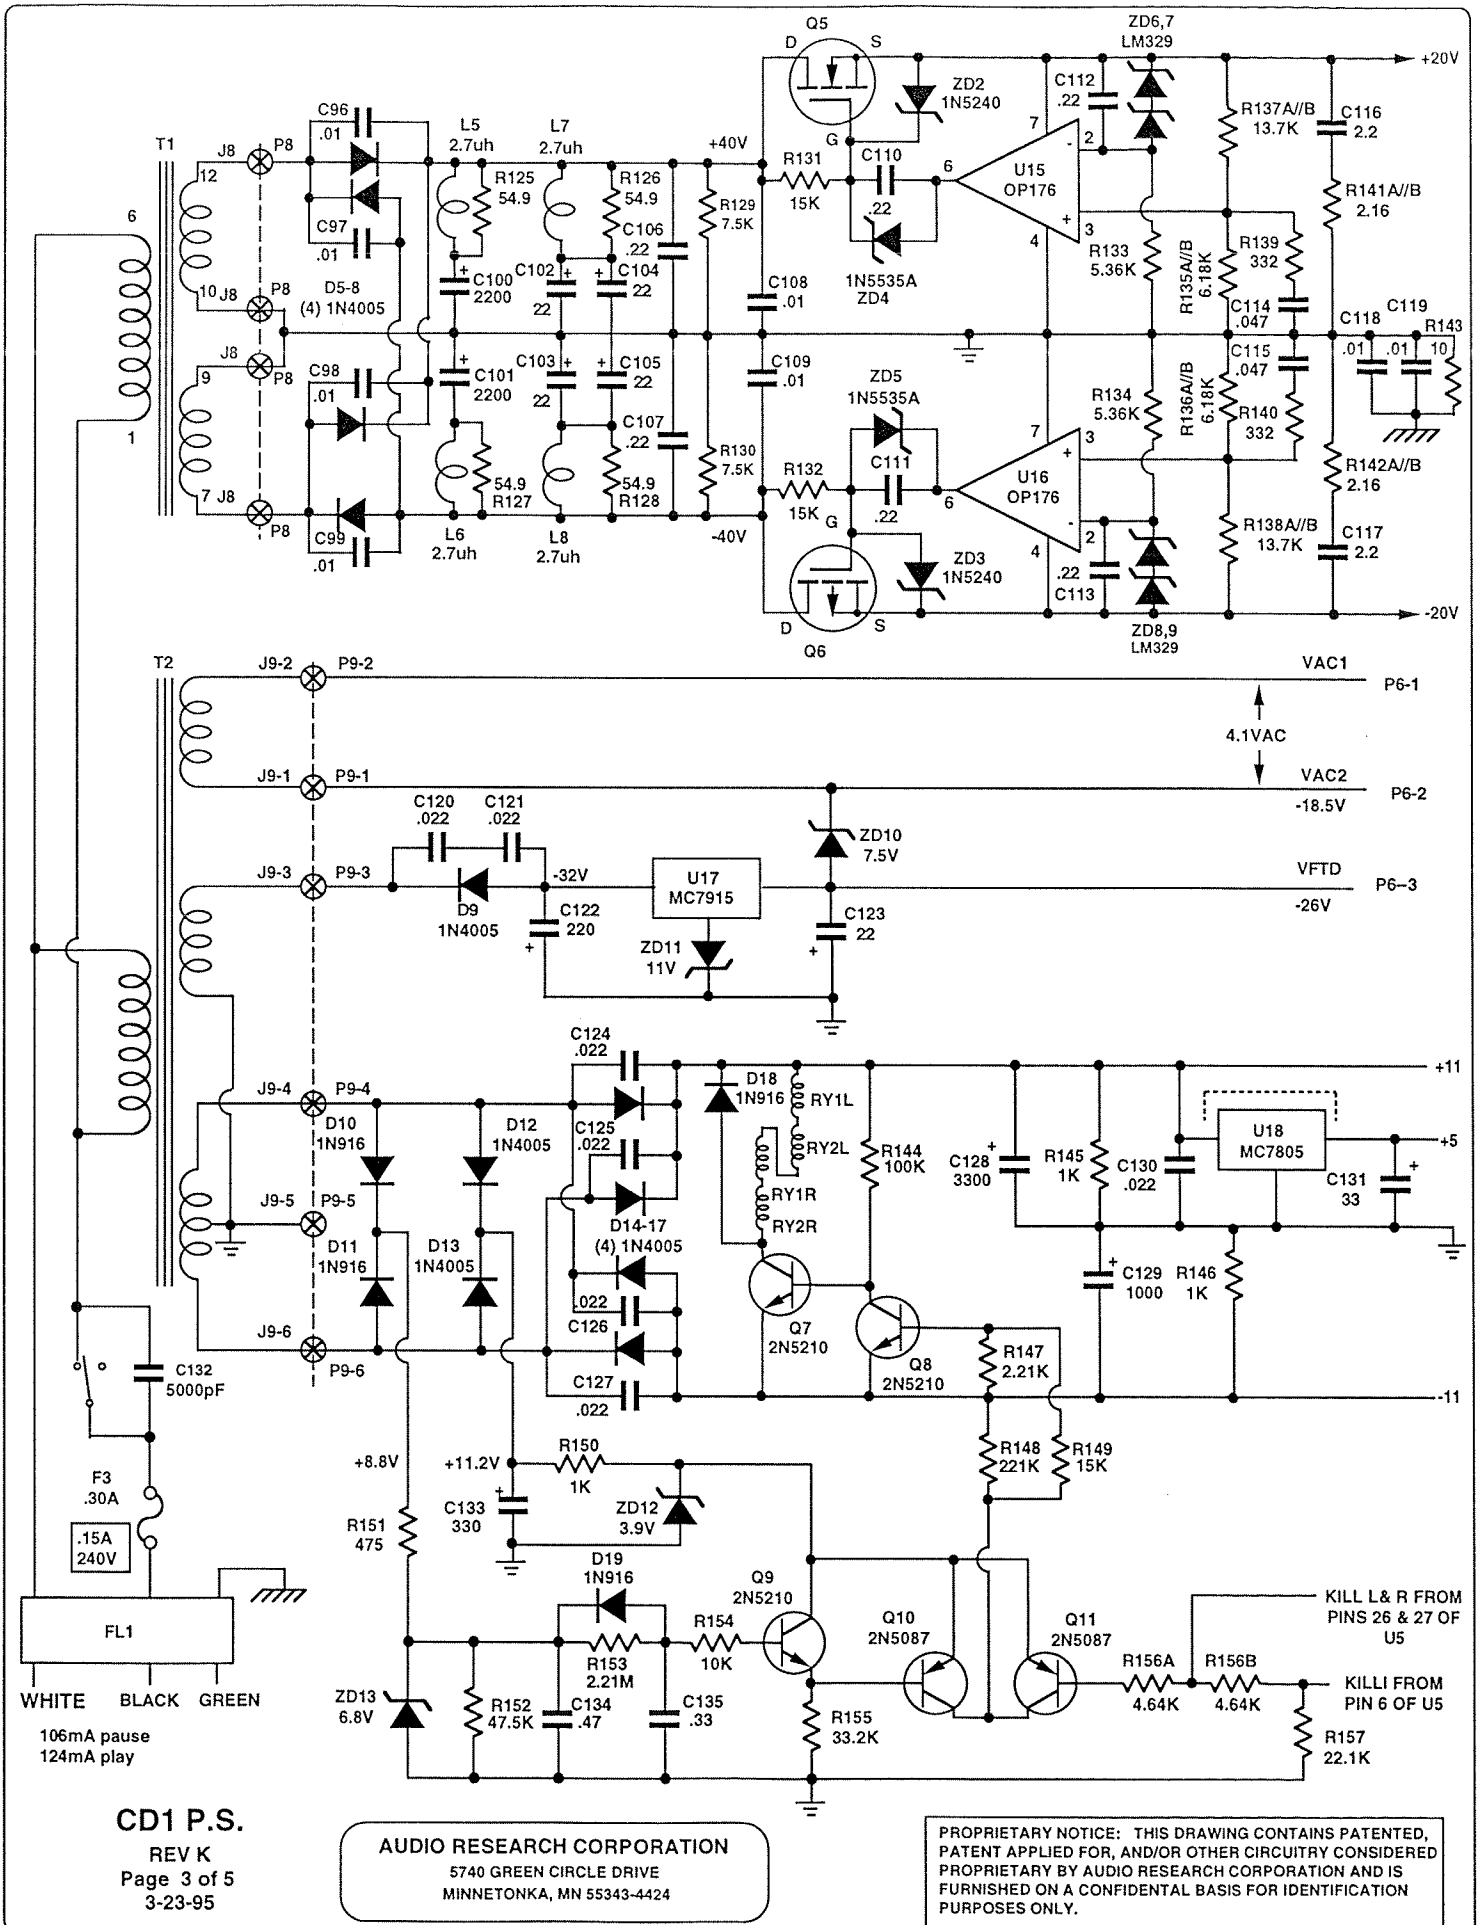 Q5
ZD6,7
LM329
D
S
+20V
C96
.01
L5
2.7uh
L7
2.7uh
ZD2
1N5240
C112
.22
R137A//B
13.7K
C116
2.2
T1
J8
P8
12
+40V
G
7
2
-
R125
54.9
R126
54.9
R131
15K
C110
.22
6
U15
OP176
R141A//B
2.16
6
C97
.01
R129
7.5K
+
3
4
C106
.22
R133
5.36K
R135A//B
6.18K
R139
332
10
J8
P8
D5-8
(4) 1N4005
+
C100
2200
C102
+
22
+
C104
22
1N5535A
ZD4
C108
.01
C114
.047
C118
.01
C119
.01
R143
10
J8
P8
9
C98
.01
+
C101
2200
C103
+
22
+
C105
22
C109
.01
ZD5
1N5535A
C115
.047
R134
5.36K
R136A//B
6.18K
R140
332
1
C107
.22
R130
7.5K
7
3
+
R132
15K
C111
.22
6
U16
OP176
R142A//B
2.16
7
J8
P8
54.9
R127
54.9
R128
G
-
2
C99
.01
L6
2.7uh
L8
2.7uh
-40V
4
ZD3
1N5240
.22
C113
R138A//B
13.7K
C117
2.2
D
S
-20V
Q6
ZD8,9
LM329
T2
J9-2
P9-2
VAC1
P6-1
4.1VAC
J9-1
P9-1
VAC2
-18.5V
P6-2
C120
.022
C121
.022
ZD10
7.5V
J9-3
P9-3
-32V
U17
MC7915
VFTD
-26V
P6--3
D9
1N4005
C122
220
+
ZD11
11V
C123
22
+
C124
.022
+11
J9-4
P9-4
D10
1N916
D12
1N4005
C125
.022
D18
1N916
RY1L
RY2L
R144
100K
+
C128
3300
R145
1K
C130
.022
U18
MC7805
+5
C131
33
+
RY1R
RY2R
J9-5
P9-5
D14-17
(4) 1N4005
D11
1N916
D13
1N4005
.022
C126
+
C129
1000
R146
1K
J9-6
P9-6
Q7
2N5210
Q8
2N5210
R147
2.21K
C132
5000pF
C127
.022
-11
+8.8V
+11.2V
R150
1K
R148
221K
R149
15K
F3
.30A
.15A
240V
+
C133
330
ZD12
3.9V
R151
475
D19
1N916
Q9
2N5210
Q10
2N5087
Q11
2N5087
KILL L& R FROM
PINS 26 & 27 OF
U5
FL1
R154
10K
R153
2.21M
R156A
4.64K
R156B
4.64K
KILLI FROM
PIN 6 OF U5
WHITE
BLACK
GREEN
ZD13
6.8V
R152
47.5K
C134
.47
C135
.33
R155
33.2K
R157
22.1K
106mA pause
124mA play
CD1 P.S.
REV K
Page 3 of 5
3-23-95
AUDIO RESEARCH CORPORATION
5740 GREEN CIRCLE DRIVE
MINNETONKA, MN 55343-4424
PROPRIETARY NOTICE: THIS DRAWING CONTAINS PATENTED,
PATENT APPLIED FOR, AND/OR OTHER CIRCUITRY CONSIDERED
PROPRIETARY BY AUDIO RESEARCH CORPORATION AND IS
FURNISHED ON A CONFIDENTAL BASIS FOR IDENTIFICATION
PURPOSES ONLY.